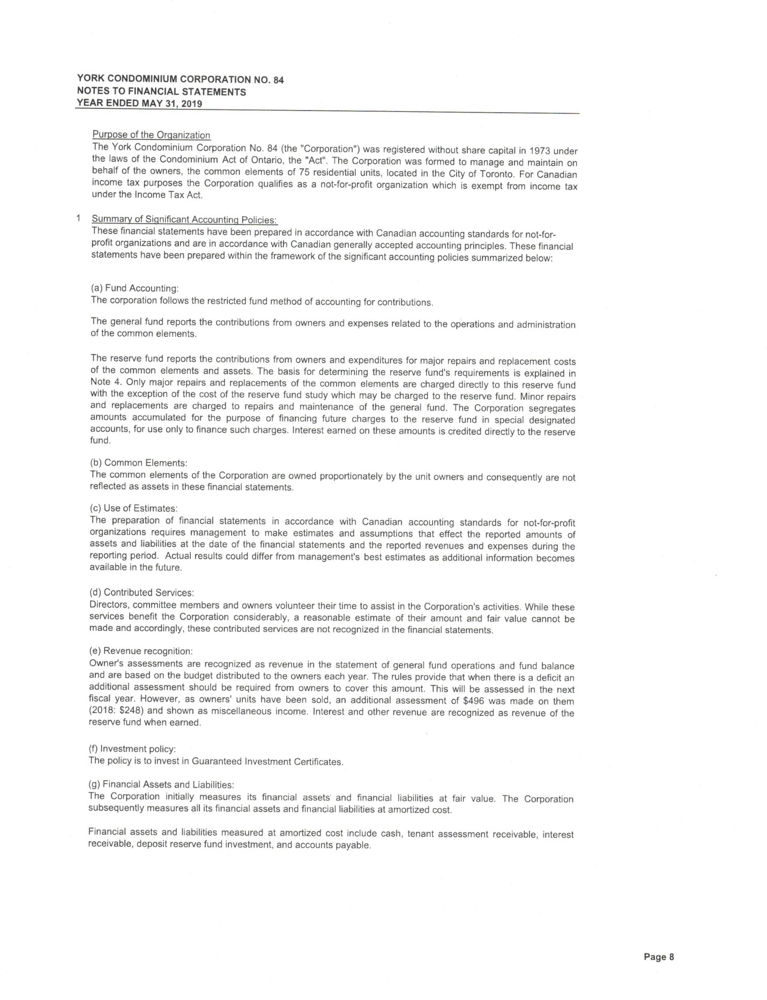 YORK CONDOMINIUM CORPORATION NO. 84
NOTES TO FINANCIAL STATEMENTS
YEAR ENDED MAY 31, 2019
Purpose of the Organization
The York Condominium Corporation No. 84 (the "Corporation") was registered without share capital in 1973 under
the laws of the Condominium Act of Ontario, the "Act". The Corporation was formed to manage and maintain on
behalf of the owners, the common elements of 75 residential units, located in the City of Toronto. For Canadian
income tax purposes the Corporation qualifies as a not-for-profit organization which is exempt from income tax
under the Income Tax Act.
1 Summary of Significant Accounting Policies:
These financial statements have been prepared in accordance with Canadian accounting standards for not-for-
profit organizations and are in accordance with Canadian generally accepted accounting principles. These financial
statements have been prepared within the framework of the significant accounting policies summarized below:
(a) Fund Accounting:
The corporation follows the restricted fund method of accounting for contributions.
The general fund reports the contributions from owners and expenses related to the operations and administration
of the common elements.
The reserve fund reports the contributions from owners and expenditures for major repairs and replacement costs
of the common elements and assets. The basis for determining the reserve fund's requirements is explained in
Note 4. Only major repairs and replacements of the common elements are charged directly to this reserve fund
with the exception of the cost of the reserve fund study which may be charged to the reserve fund. Minor repairs
and replacements are charged to repairs and maintenance of the general fund. The Corporation segregates
amounts accumulated for the purpose of financing future charges to the reserve fund in special designated
accounts, for use only to finance such charges. Interest earned on these amounts is credited directly to the reserve
fund.
(b) Common Elements:
The common elements of the Corporation are owned proportionately by the unit owners and consequently are not
reflected as assets in these financial statements.
(c) Use of Estimates:
The preparation of financial statements in accordance with Canadian accounting standards for not-for-profit
organizations requires management to make estimates and assumptions that effect the reported amounts of
assets and liabilities at the date of the financial statements and the reported revenues and expenses during the
reporting period. Actual results could differ from management's best estimates as additional information becomes
available in the future.
(d) Contributed Services:
Directors, committee members and owners volunteer their time to assist in the Corporation's activities. While these
services benefit the Corporation considerably, a reasonable estimate of their amount and fair value cannot be
made and accordingly, these contributed services are not recognized in the financial statements.
(e) Revenue recognition:
Owner's assessments are recognized as revenue in the statement of general fund operations and fund balance
and are based on the budget distributed to the owners each year. The rules provide that when there is a deficit an
additional assessment should be required from owners to cover this amount. This will be assessed in the next
fiscal year. However, as owners' units have been sold, an additional assessment of $496 was made on them
(2018: $248) and shown as miscellaneous income. Interest and other revenue are recognized as revenue of the
reserve fund when earned.
(f) Investment policy:
The policy is to invest in Guaranteed Investment Certificates.
(g) Financial Assets and Liabilities:
The Corporation initially measures its financial assets and financial liabilities at fair value. The Corporation
subsequently measures all its financial assets and financial liabilities at amortized cost.
Financial assets and liabilities measured at amortized cost include cash, tenant assessment receivable, interest
receivable, deposit reserve fund investment, and accounts payable.
Page 8